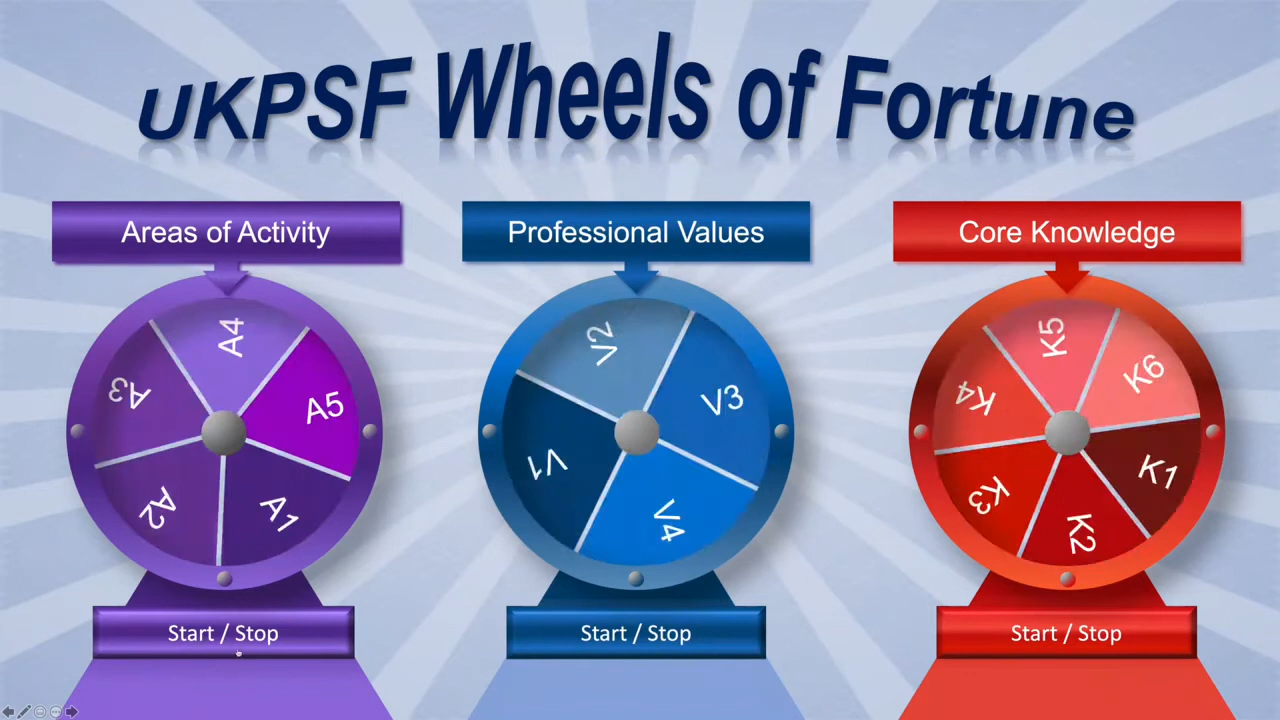 UKPSF Wheels of Fortune
Areas of Activity
Professional Values
Core Knowledge
A4
A5
A1
A2
A3
V2
V3
V4
V1
K5
K6
K1
K2
K3
K4
Start / Stop
Start / Stop
Start / Stop